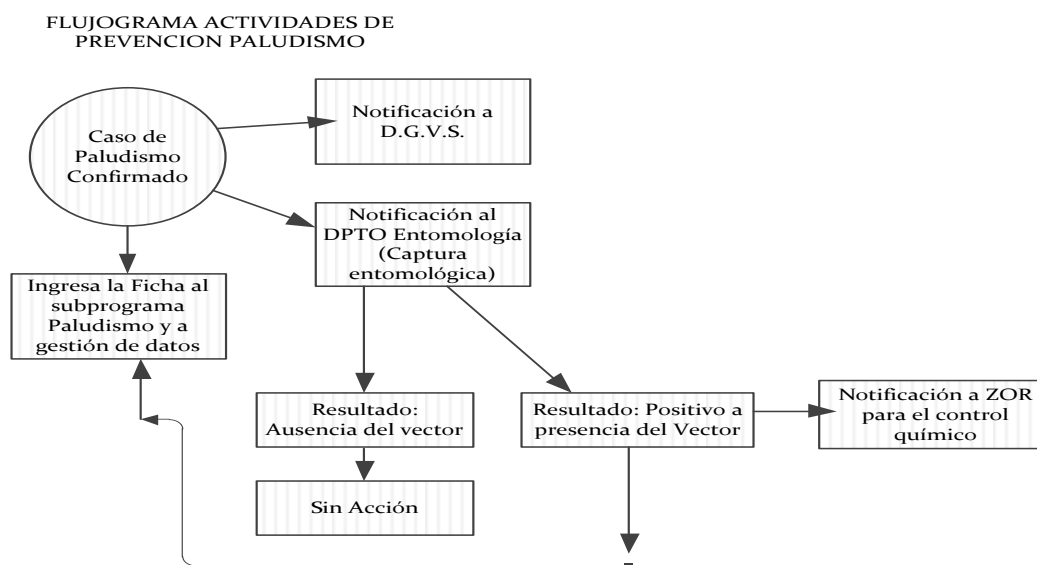 FLUJOGRAMA ACTIVIDADES DE
PREVENCION PALUDISMO
Notificación a
D.G.V.S.
Caso de
Paludismo
Confirmado
Notificación al
DPTO Entomología
(Captura
entomológica)
Ingresa la Ficha al
subprograma
Paludismo y a
gestión de datos
Resultado:
Ausencia del vector
Resultado: Positivo a
presencia del Vector
Notificación a ZOR
para el control
químico
Sin Acción